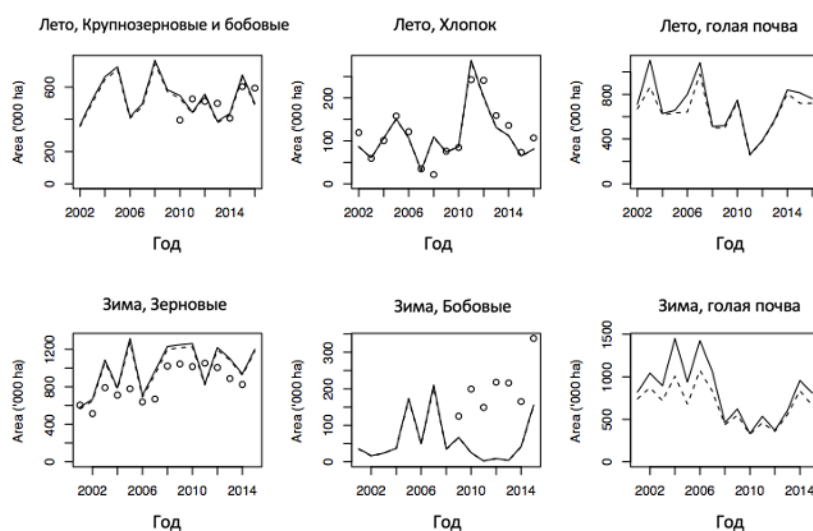 Лето, Крупнозерновые и бобовые
Area ('000 ha)
0 200 400 600
2002 2006 2010 2014
Год
Лето, Хлопок
Area ('000 ha)
0 100 200
2002 2006 2010 2014
Год
Лето, голая почва
Area ('000 ha)
0 400 800
2002 2006 2010 2014
Год
Зима, Зерновые
Area ('000 ha)
0 400 800 1200
2002 2006 2010 2014
Год
Зима, Бобовые
Area ('000 ha)
0 100 200 300
2002 2006 2010 2014
Год
Зима, голая почва
Area ('000 ha)
0 500 1000 1500
2002 2006 2010 2014
Год